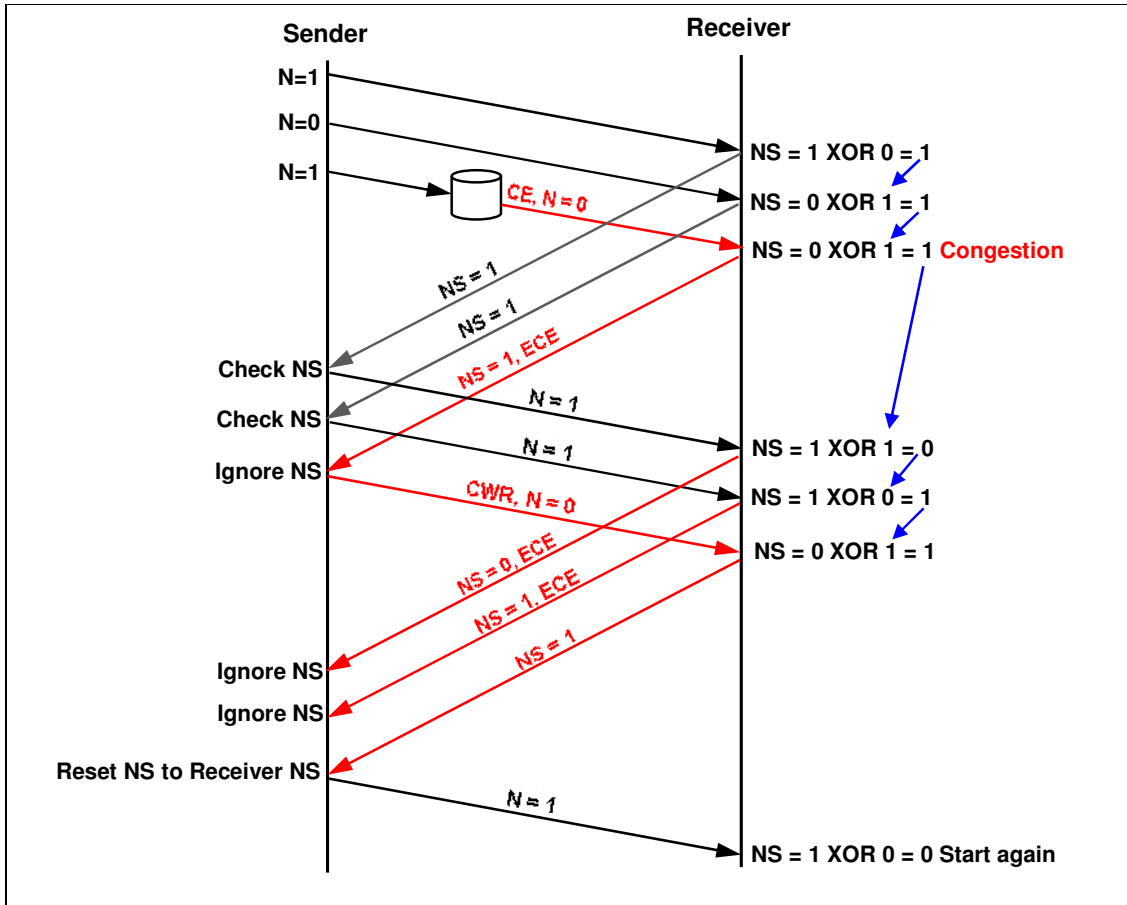 Sender
Receiver
N=1
N=0
N=1
CE, N = 0
NS = 1 XOR 0 = 1
NS = 0 XOR 1 = 1
NS = 0 XOR 1 = 1 Congestion
NS = 1
NS = 1
NS = 1, ECE
Check NS
Check NS
Ignore NS
N = 1
N = 1
CWR, N = 0
NS = 1 XOR 1 = 0
NS = 1 XOR 0 = 1
NS = 0 XOR 1 = 1
NS = 0, ECE
NS = 1, ECE
NS = 1
Ignore NS
Ignore NS
Reset NS to Receiver NS
N = 1
NS = 1 XOR 0 = 0 Start again